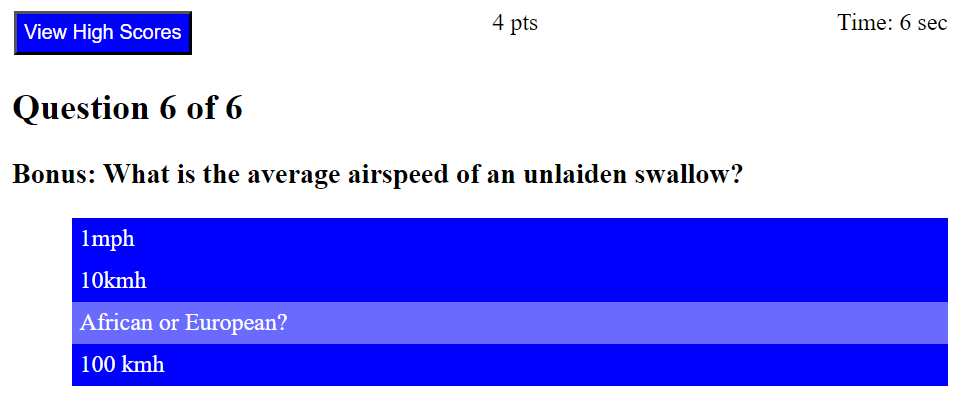 View High Scores
4 pts
Time: 6 sec
Question 6 of 6
Bonus: What is the average airspeed of an unlaiden swallow?
1mph
10kmh
African or European?
100 kmh